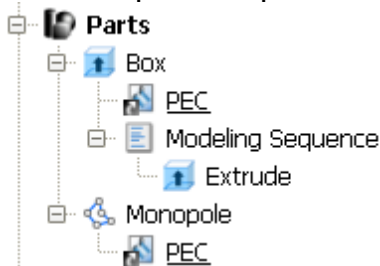 Parts
Box
PEC
Modeling Sequence
Extrude
Monopole
PEC